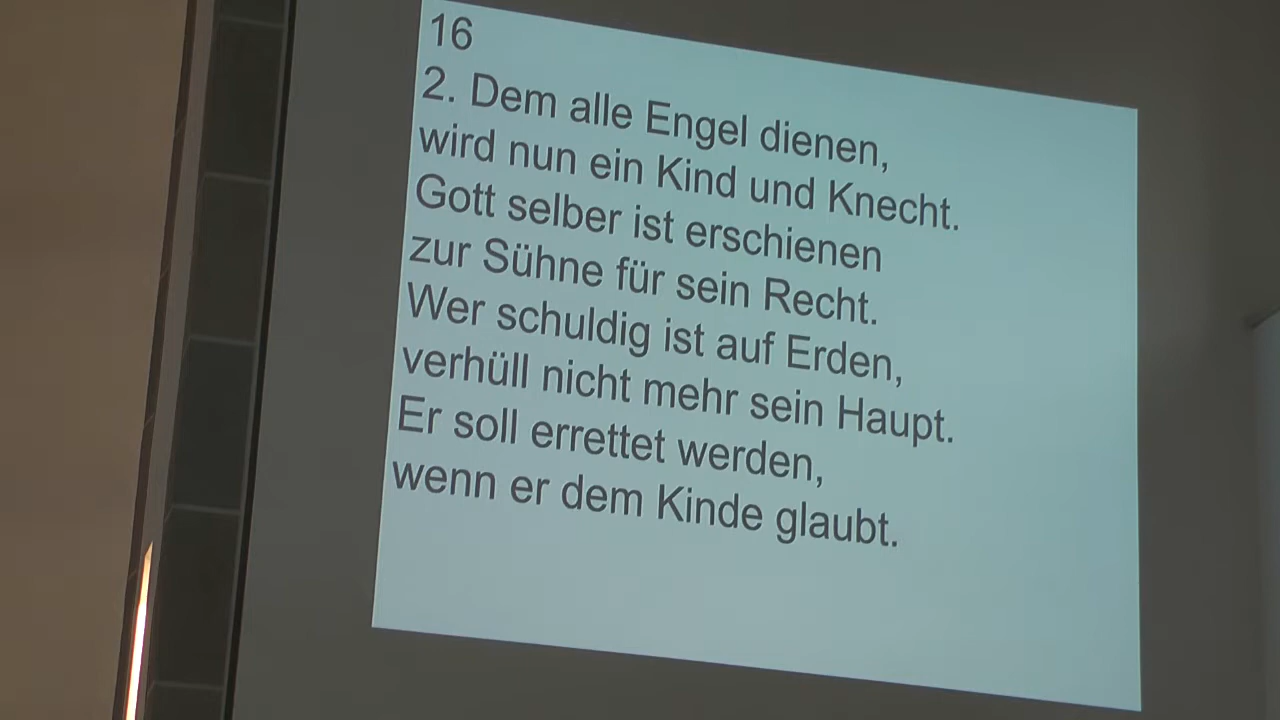 16
2. Dem alle Engel dienen,
wird nun ein Kind und Knecht.
Gott selber ist erschienen
zur Sühne für sein Recht.
Wer schuldig ist auf Erden,
verhüll nicht mehr sein Haupt.
Er soll errettet werden,
wenn er dem Kinde glaubt.